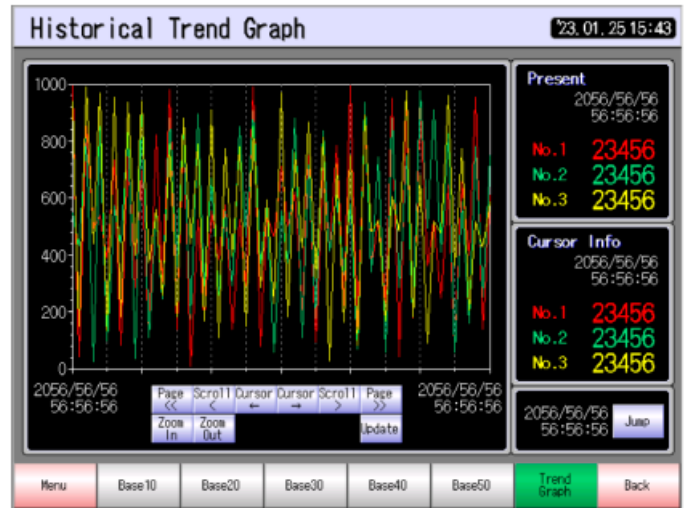 Historical Trend Graph
'23. 01. 25 15:43
1000
800
600
400
200
0
2056/56/56
56:56:56
2056/56/56
56:56:56
Page
<<
Scroll
<
Cursor
←
Cursor
→
Scroll
>
Page
>>
Zoom
In
Zoom
Out
Update
Present
2056/56/56
56:56:56
No.1 23456
No.2 23456
No.3 23456
Cursor Info
2056/56/56
56:56:56
No.1 23456
No.2 23456
No.3 23456
2056/56/56
56:56:56
Jump
Menu
Base10
Base20
Base30
Base40
Base50
Trend
Graph
Back